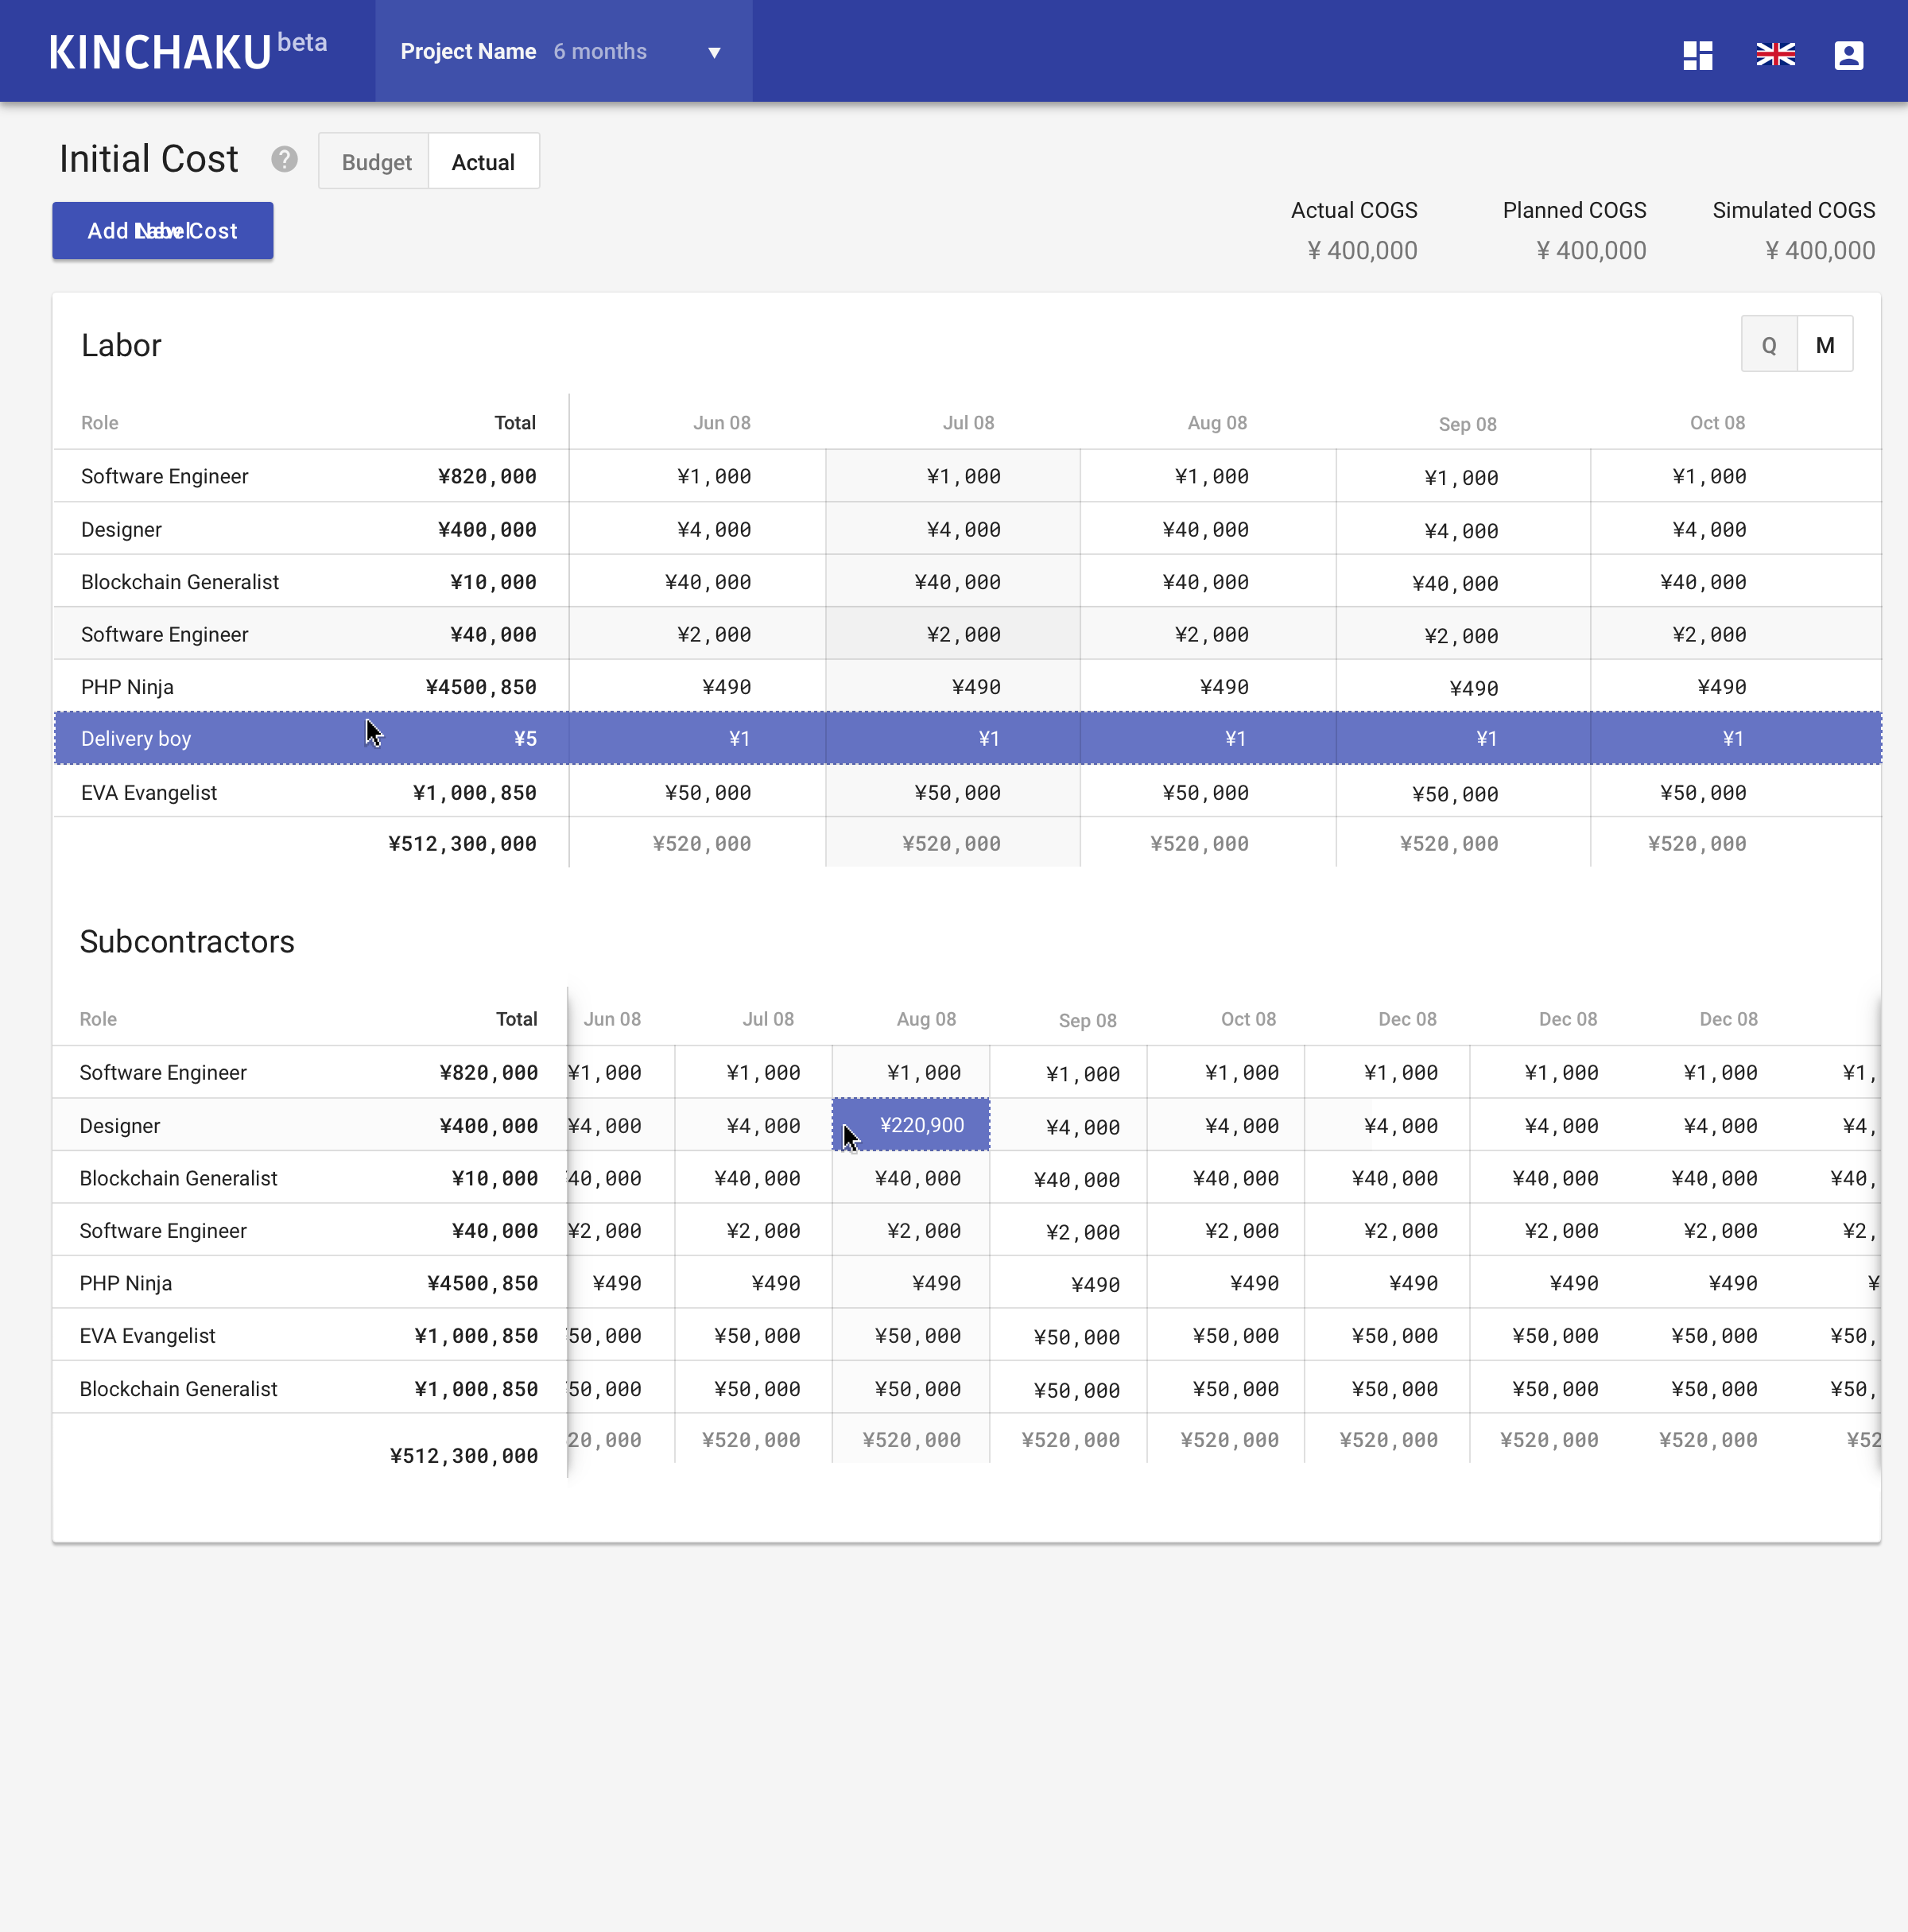 KINCHAKU beta Project Name 6 months
Initial Cost ? Budget Actual
Add New Cost
Label
Actual COGS Planned COGS Simulated COGS
¥ 400,000 ¥ 400,000 ¥ 400,000
Labor Q M
Role Total Jun 08 Jul 08 Aug 08 Sep 08 Oct 08
Software Engineer ¥820,000 ¥1,000 ¥1,000 ¥1,000 ¥1,000 ¥1,000
Designer ¥400,000 ¥4,000 ¥4,000 ¥40,000 ¥4,000 ¥4,000
Blockchain Generalist ¥10,000 ¥40,000 ¥40,000 ¥40,000 ¥40,000 ¥40,000
Software Engineer ¥40,000 ¥2,000 ¥2,000 ¥2,000 ¥2,000 ¥2,000
PHP Ninja ¥4500,850 ¥490 ¥490 ¥490 ¥490 ¥490
Delivery boy ¥5 ¥1 ¥1 ¥1 ¥1 ¥1
EVA Evangelist ¥1,000,850 ¥50,000 ¥50,000 ¥50,000 ¥50,000 ¥50,000
¥512,300,000 ¥520,000 ¥520,000 ¥520,000 ¥520,000 ¥520,000
Subcontractors
Role Total Jun 08 Jul 08 Aug 08 Sep 08 Oct 08 Dec 08 Dec 08 Dec 08
Software Engineer ¥820,000 ¥1,000 ¥1,000 ¥1,000 ¥1,000 ¥1,000 ¥1,000 ¥1,000 ¥1,000 ¥1,
Designer ¥400,000 ¥4,000 ¥4,000 ¥220,900 ¥4,000 ¥4,000 ¥4,000 ¥4,000 ¥4,000 ¥4,
Blockchain Generalist ¥10,000 40,000 ¥40,000 ¥40,000 ¥40,000 ¥40,000 ¥40,000 ¥40,000 ¥40,000 ¥40,
Software Engineer ¥40,000 ¥2,000 ¥2,000 ¥2,000 ¥2,000 ¥2,000 ¥2,000 ¥2,000 ¥2,000 ¥2,
PHP Ninja ¥4500,850 ¥490 ¥490 ¥490 ¥490 ¥490 ¥490 ¥490 ¥490 ¥
EVA Evangelist ¥1,000,850 50,000 ¥50,000 ¥50,000 ¥50,000 ¥50,000 ¥50,000 ¥50,000 ¥50,000 ¥50,
Blockchain Generalist ¥1,000,850 50,000 ¥50,000 ¥50,000 ¥50,000 ¥50,000 ¥50,000 ¥50,000 ¥50,000 ¥50,
¥512,300,000 20,000 ¥520,000 ¥520,000 ¥520,000 ¥520,000 ¥520,000 ¥520,000 ¥520,000 ¥52